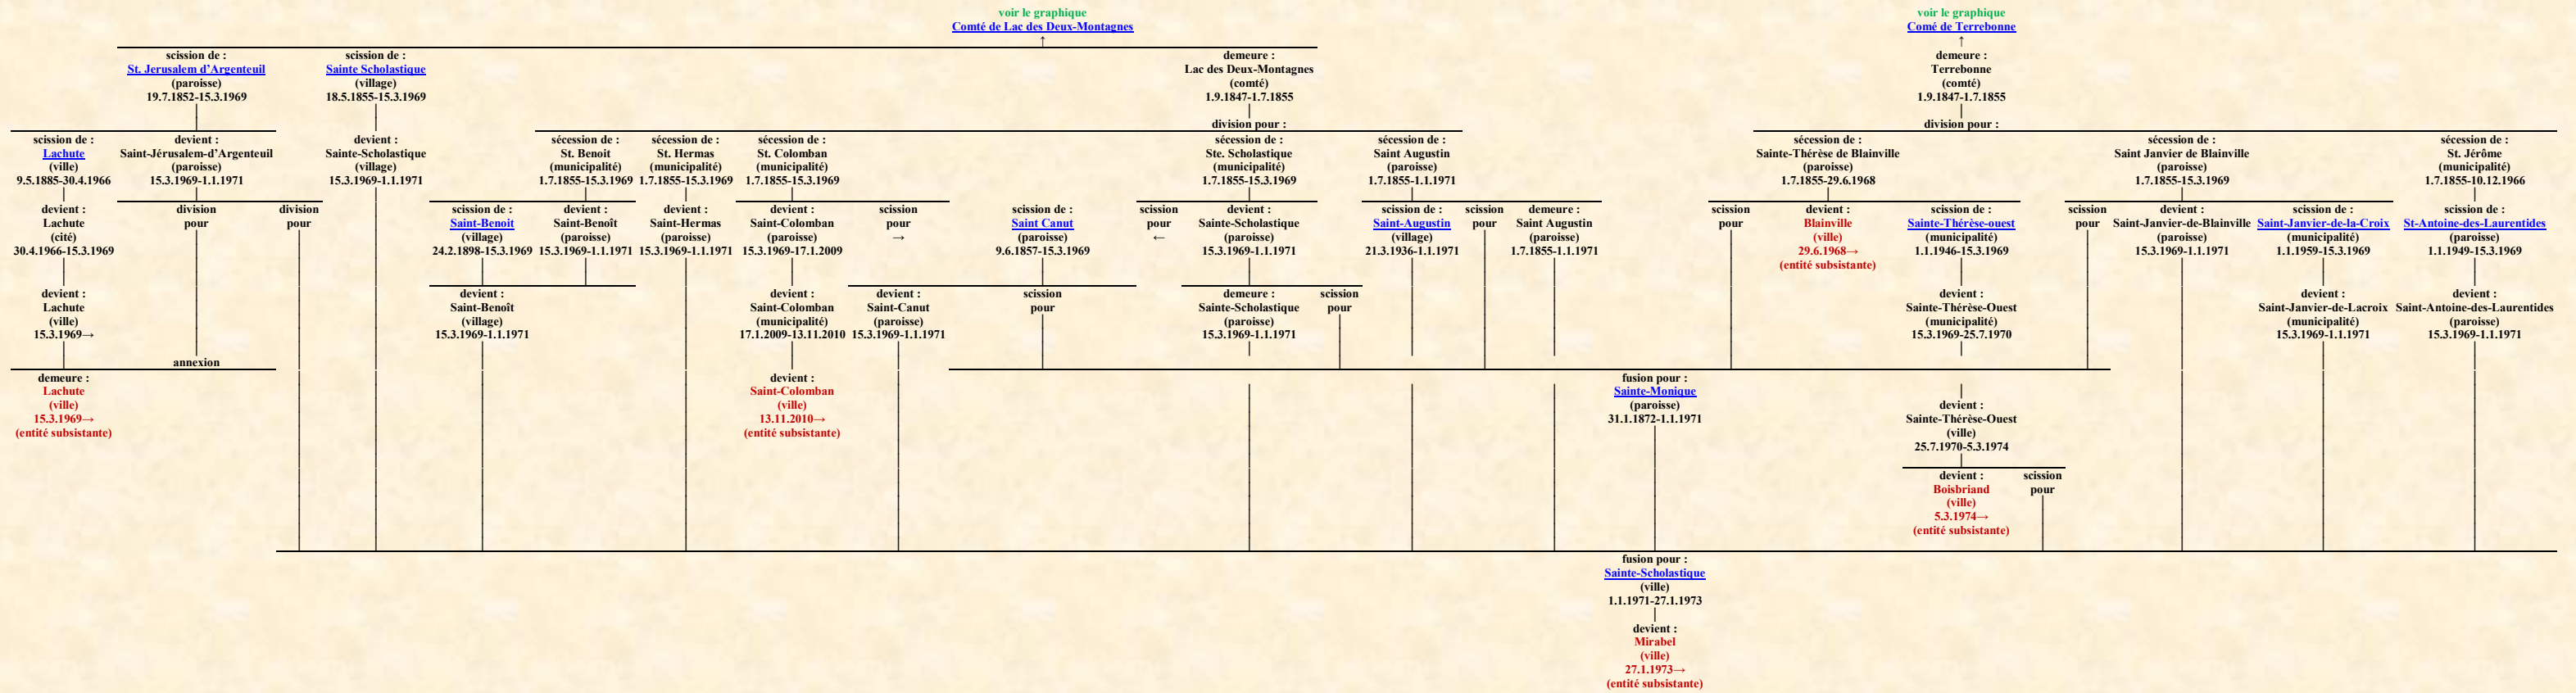 voir le graphique
Comté de Lac des Deux-Montagnes
↑
voir le graphique
Comé de Terrebonne
↑
scission de :
St. Jerusalem d'Argenteuil
(paroisse)
19.7.1852-15.3.1969
scission de :
Sainte Scholastique
(village)
18.5.1855-15.3.1969
demeure :
Lac des Deux-Montagnes
(comté)
1.9.1847-1.7.1855
division pour :
demeure :
Terrebonne
(comté)
1.9.1847-1.7.1855
division pour :
scission de :
Lachute
(ville)
9.5.1885-30.4.1966
devient :
Saint-Jérusalem-d'Argenteuil
(paroisse)
15.3.1969-1.1.1971
devient :
Sainte-Scholastique
(village)
15.3.1969-1.1.1971
sécession de :
St. Benoit
(municipalité)
1.7.1855-15.3.1969
sécession de :
St. Hermas
(municipalité)
1.7.1855-15.3.1969
sécession de :
St. Colomban
(municipalité)
1.7.1855-15.3.1969
sécession de :
Ste. Scholastique
(municipalité)
1.7.1855-15.3.1969
sécession de :
Saint Augustin
(paroisse)
1.7.1855-1.1.1971
sécession de :
Sainte-Thérèse de Blainville
(paroisse)
1.7.1855-29.6.1968
sécession de :
Saint Janvier de Blainville
(paroisse)
1.7.1855-15.3.1969
sécession de :
St. Jérôme
(municipalité)
1.7.1855-10.12.1966
devient :
Lachute
(cité)
30.4.1966-15.3.1969
division
pour
division
pour
scission de :
Saint-Benoit
(village)
24.2.1898-15.3.1969
devient :
Saint-Benoît
(paroisse)
15.3.1969-1.1.1971
devient :
Saint-Hermas
(paroisse)
15.3.1969-1.1.1971
devient :
Saint-Colomban
(paroisse)
15.3.1969-17.1.2009
scission
pour
→
scission de :
Saint Canut
(paroisse)
9.6.1857-15.3.1969
scission
pour
←
devient :
Sainte-Scholastique
(paroisse)
15.3.1969-1.1.1971
scission de :
Saint-Augustin
(village)
21.3.1936-1.1.1971
scission
pour
demeure :
Saint Augustin
(paroisse)
1.7.1855-1.1.1971
scission
pour
devient :
Blainville
(ville)
29.6.1968→
(entité subsistante)
scission de :
Sainte-Thérèse-ouest
(municipalité)
1.1.1946-15.3.1969
scission
pour
devient :
Saint-Janvier-de-Blainville
(paroisse)
15.3.1969-1.1.1971
scission de :
Saint-Janvier-de-la-Croix
(municipalité)
1.1.1959-15.3.1969
scission de :
St-Antoine-des-Laurentides
(paroisse)
1.1.1949-15.3.1969
devient :
Lachute
(ville)
15.3.1969→
annexion
devient :
Saint-Benoît
(village)
15.3.1969-1.1.1971
devient :
Saint-Colomban
(municipalité)
17.1.2009-13.11.2010
devient :
Saint-Canut
(paroisse)
15.3.1969-1.1.1971
scission
pour
demeure :
Sainte-Scholastique
(paroisse)
15.3.1969-1.1.1971
scission
pour
devient :
Sainte-Thérèse-Ouest
(municipalité)
15.3.1969-25.7.1970
devient :
Saint-Janvier-de-Lacroix
(municipalité)
15.3.1969-1.1.1971
devient :
Saint-Antoine-des-Laurentides
(paroisse)
15.3.1969-1.1.1971
demeure :
Lachute
(ville)
15.3.1969→
(entité subsistante)
devient :
Saint-Colomban
(ville)
13.11.2010→
(entité subsistante)
fusion pour :
Sainte-Monique
(paroisse)
31.1.1872-1.1.1971
devient :
Sainte-Thérèse-Ouest
(ville)
25.7.1970-5.3.1974
devient :
Boisbriand
(ville)
5.3.1974→
(entité subsistante)
scission
pour
fusion pour :
Sainte-Scholastique
(ville)
1.1.1971-27.1.1973
devient :
Mirabel
(ville)
27.1.1973→
(entité subsistante)